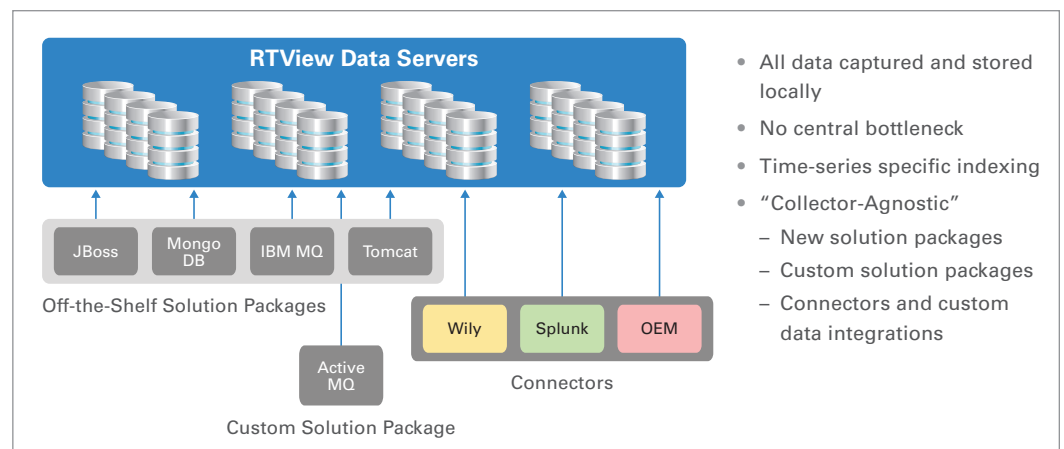 RTView Data Servers
JBoss
Mongo
DB
IBM MQ
Tomcat
Off-the-Shelf Solution Packages
Active
MQ
Custom Solution Package
Wily
Splunk
OEM
Connectors
• All data captured and stored
locally
• No central bottleneck
• Time-series specific indexing
• “Collector-Agnostic”
– New solution packages
– Custom solution packages
– Connectors and custom
data integrations